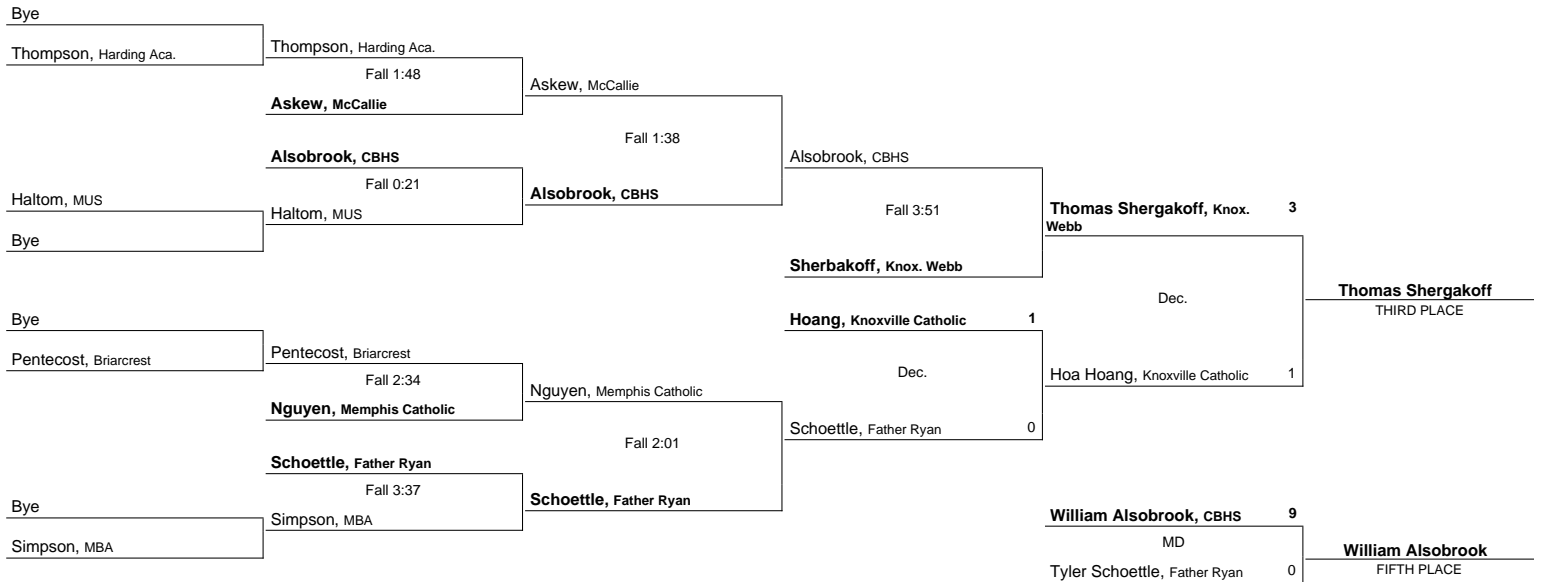 Bye
Thompson, Harding Aca.
Thompson, Harding Aca.
Fall 1:48
Askew, McCallie
Askew, McCallie
Fall 1:38
Alsobrook, CBHS
Fall 0:21
Haltom, MUS
Haltom, MUS
Bye
Alsobrook, CBHS
Alsobrook, CBHS
Fall 3:51
Sherbakoff, Knox. Webb
Thomas Shergakoff, Knox. 3
Webb
Dec.
Thomas Shergakoff
THIRD PLACE
Bye
Pentecost, Briarcrest
Pentecost, Briarcrest
Fall 2:34
Nguyen, Memphis Catholic
Nguyen, Memphis Catholic
Fall 2:01
Schoettle, Father Ryan
Fall 3:37
Simpson, MBA
Bye
Simpson, MBA
Schoettle, Father Ryan
Hoang, Knoxville Catholic 1
Dec.
Schoettle, Father Ryan 0
Hoa Hoang, Knoxville Catholic 1
William Alsobrook, CBHS 9
MD
Tyler Schoettle, Father Ryan 0
William Alsobrook
FIFTH PLACE